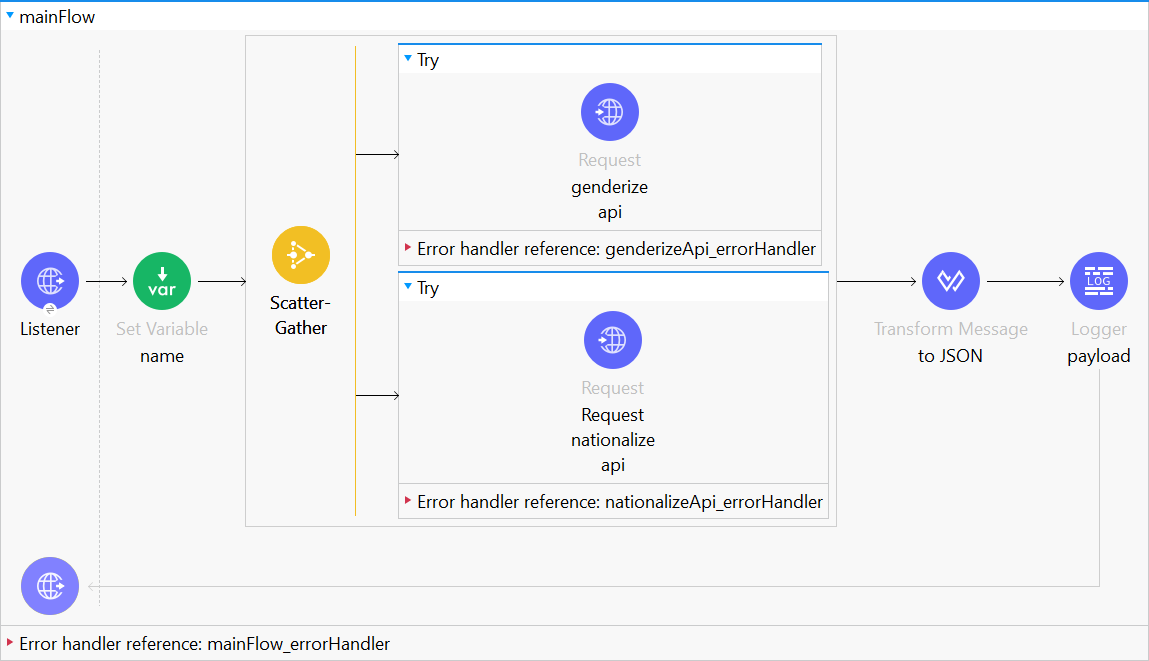 mainFlow
Try
Request
genderize
api
Error handler reference: genderizeApi_errorHandler
Listener
var
Set Variable
name
Scatter-
Gather
Try
Request
Request
nationalize
api
Error handler reference: nationalizeApi_errorHandler
Transform Message
to JSON
LOG
Logger
payload
Error handler reference: mainFlow_errorHandler